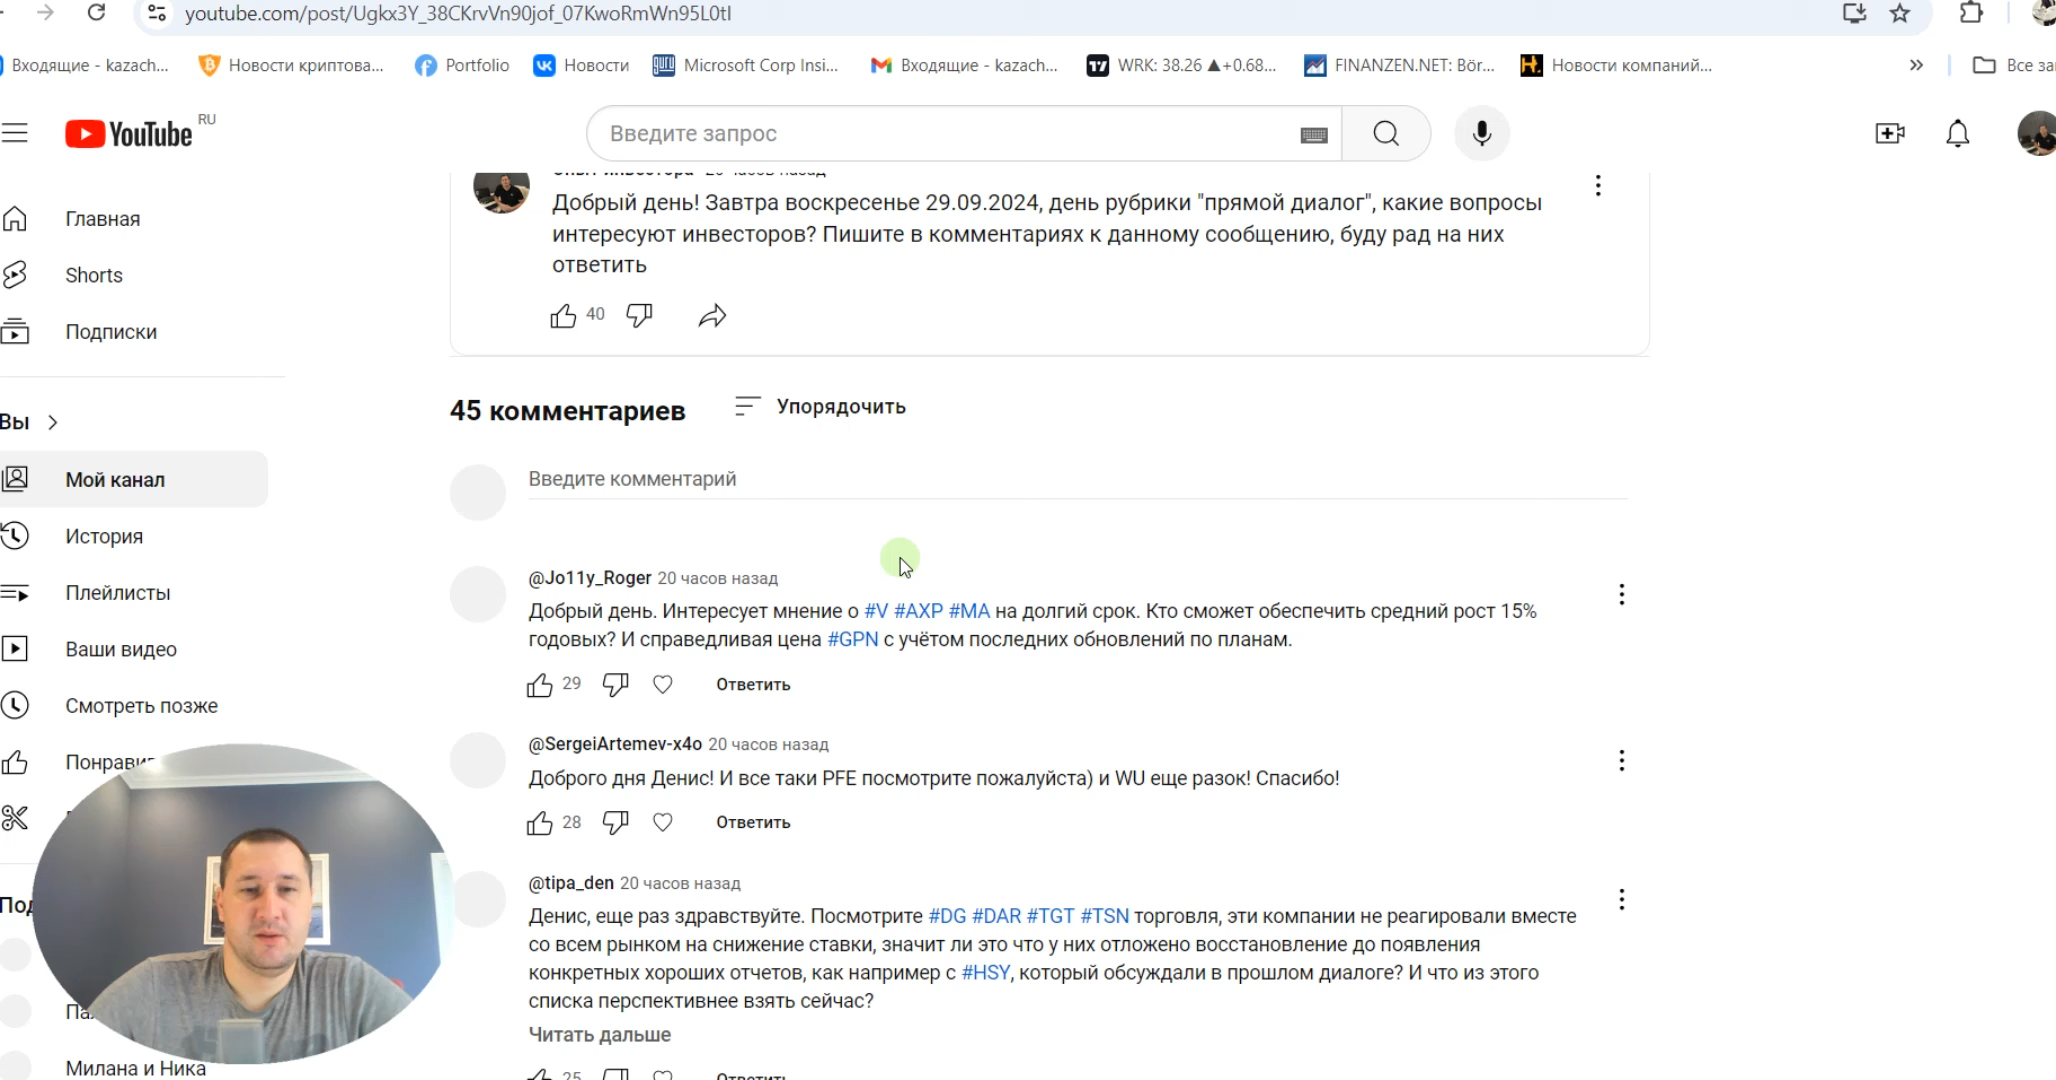 youtube.com/post/Ugkx3Y_38CKrvVn90jof_07KwoRmWn95L0tI
Входящие - kazach...
Новости криптова...
Portfolio
Новости
Microsoft Corp Insi...
Входящие - kazach...
WRK: 38.26 ▲+0.68...
FINANZEN.NET: Bör...
Новости компаний...
»
Все за
YouTube RU
Введите запрос
Главная
Shorts
Подписки
Вы
Мой канал
История
Плейлисты
Ваши видео
Смотреть позже
Понрави
Милана и Ника
Добрый день! Завтра воскресенье 29.09.2024, день рубрики "прямой диалог", какие вопросы
интересуют инвесторов? Пишите в комментариях к данному сообщению, буду рад на них
ответить
40
45 комментариев
Упорядочить
Введите комментарий
@Jo11y_Roger 20 часов назад
Добрый день. Интересует мнение о #V #AXP #MA на долгий срок. Кто сможет обеспечить средний рост 15%
годовых? И справедливая цена #GPN с учётом последних обновлений по планам.
29 Ответить
@SergeiArtemev-x4o 20 часов назад
Доброго дня Денис! И все таки PFE посмотрите пожалуйста) и WU еще разок! Спасибо!
28 Ответить
@tipa_den 20 часов назад
Денис, еще раз здравствуйте. Посмотрите #DG #DAR #TGT #TSN торговля, эти компании не реагировали вместе
со всем рынком на снижение ставки, значит ли это что у них отложено восстановление до появления
конкретных хороших отчетов, как например с #HSY, который обсуждали в прошлом диалоге? И что из этого
списка перспективнее взять сейчас?
Читать дальше
25 Ответить